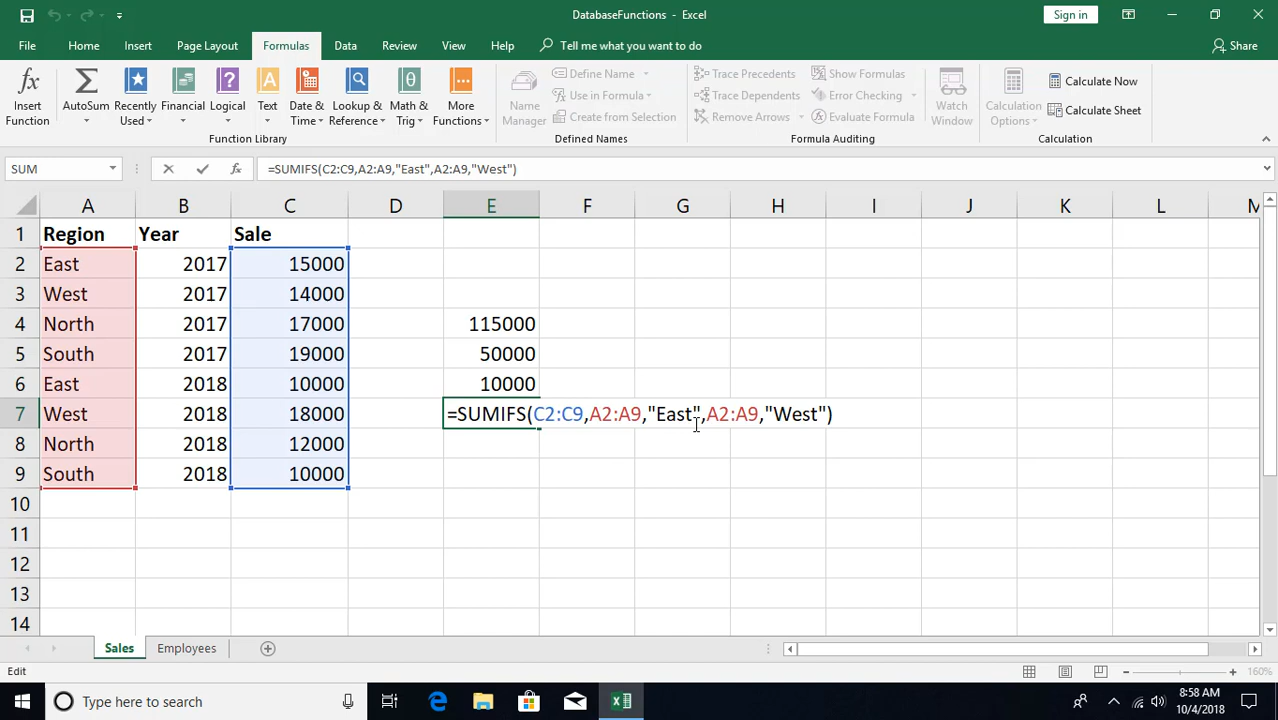 DatabaseFunctions - Excel
Sign in
File Home Insert Page Layout Formulas Data Review View Help Tell me what you want to do Share
Insert Function
AutoSum
Recently Used
Financial
Logical
Text
Date & Time
Lookup & Reference
Math & Trig
More Functions
Function Library
Name Manager
Define Name
Use in Formula
Create from Selection
Defined Names
Trace Precedents
Trace Dependents
Remove Arrows
Show Formulas
Error Checking
Evaluate Formula
Formula Auditing
Watch Window
Calculation Options
Calculate Now
Calculate Sheet
Calculation
SUM fx =SUMIFS(C2:C9,A2:A9,"East",A2:A9,"West")
A B C D E F G H I J K L M
1 Region Year Sale
2 East 2017 15000
3 West 2017 14000
4 North 2017 17000 115000
5 South 2017 19000 50000
6 East 2018 10000 10000
7 West 2018 18000 =SUMIFS(C2:C9,A2:A9,"East",A2:A9,"West")
8 North 2018 12000
9 South 2018 10000
10
11
12
13
14
Sales Employees
Edit 160%
Type here to search
8:58 AM
10/4/2018